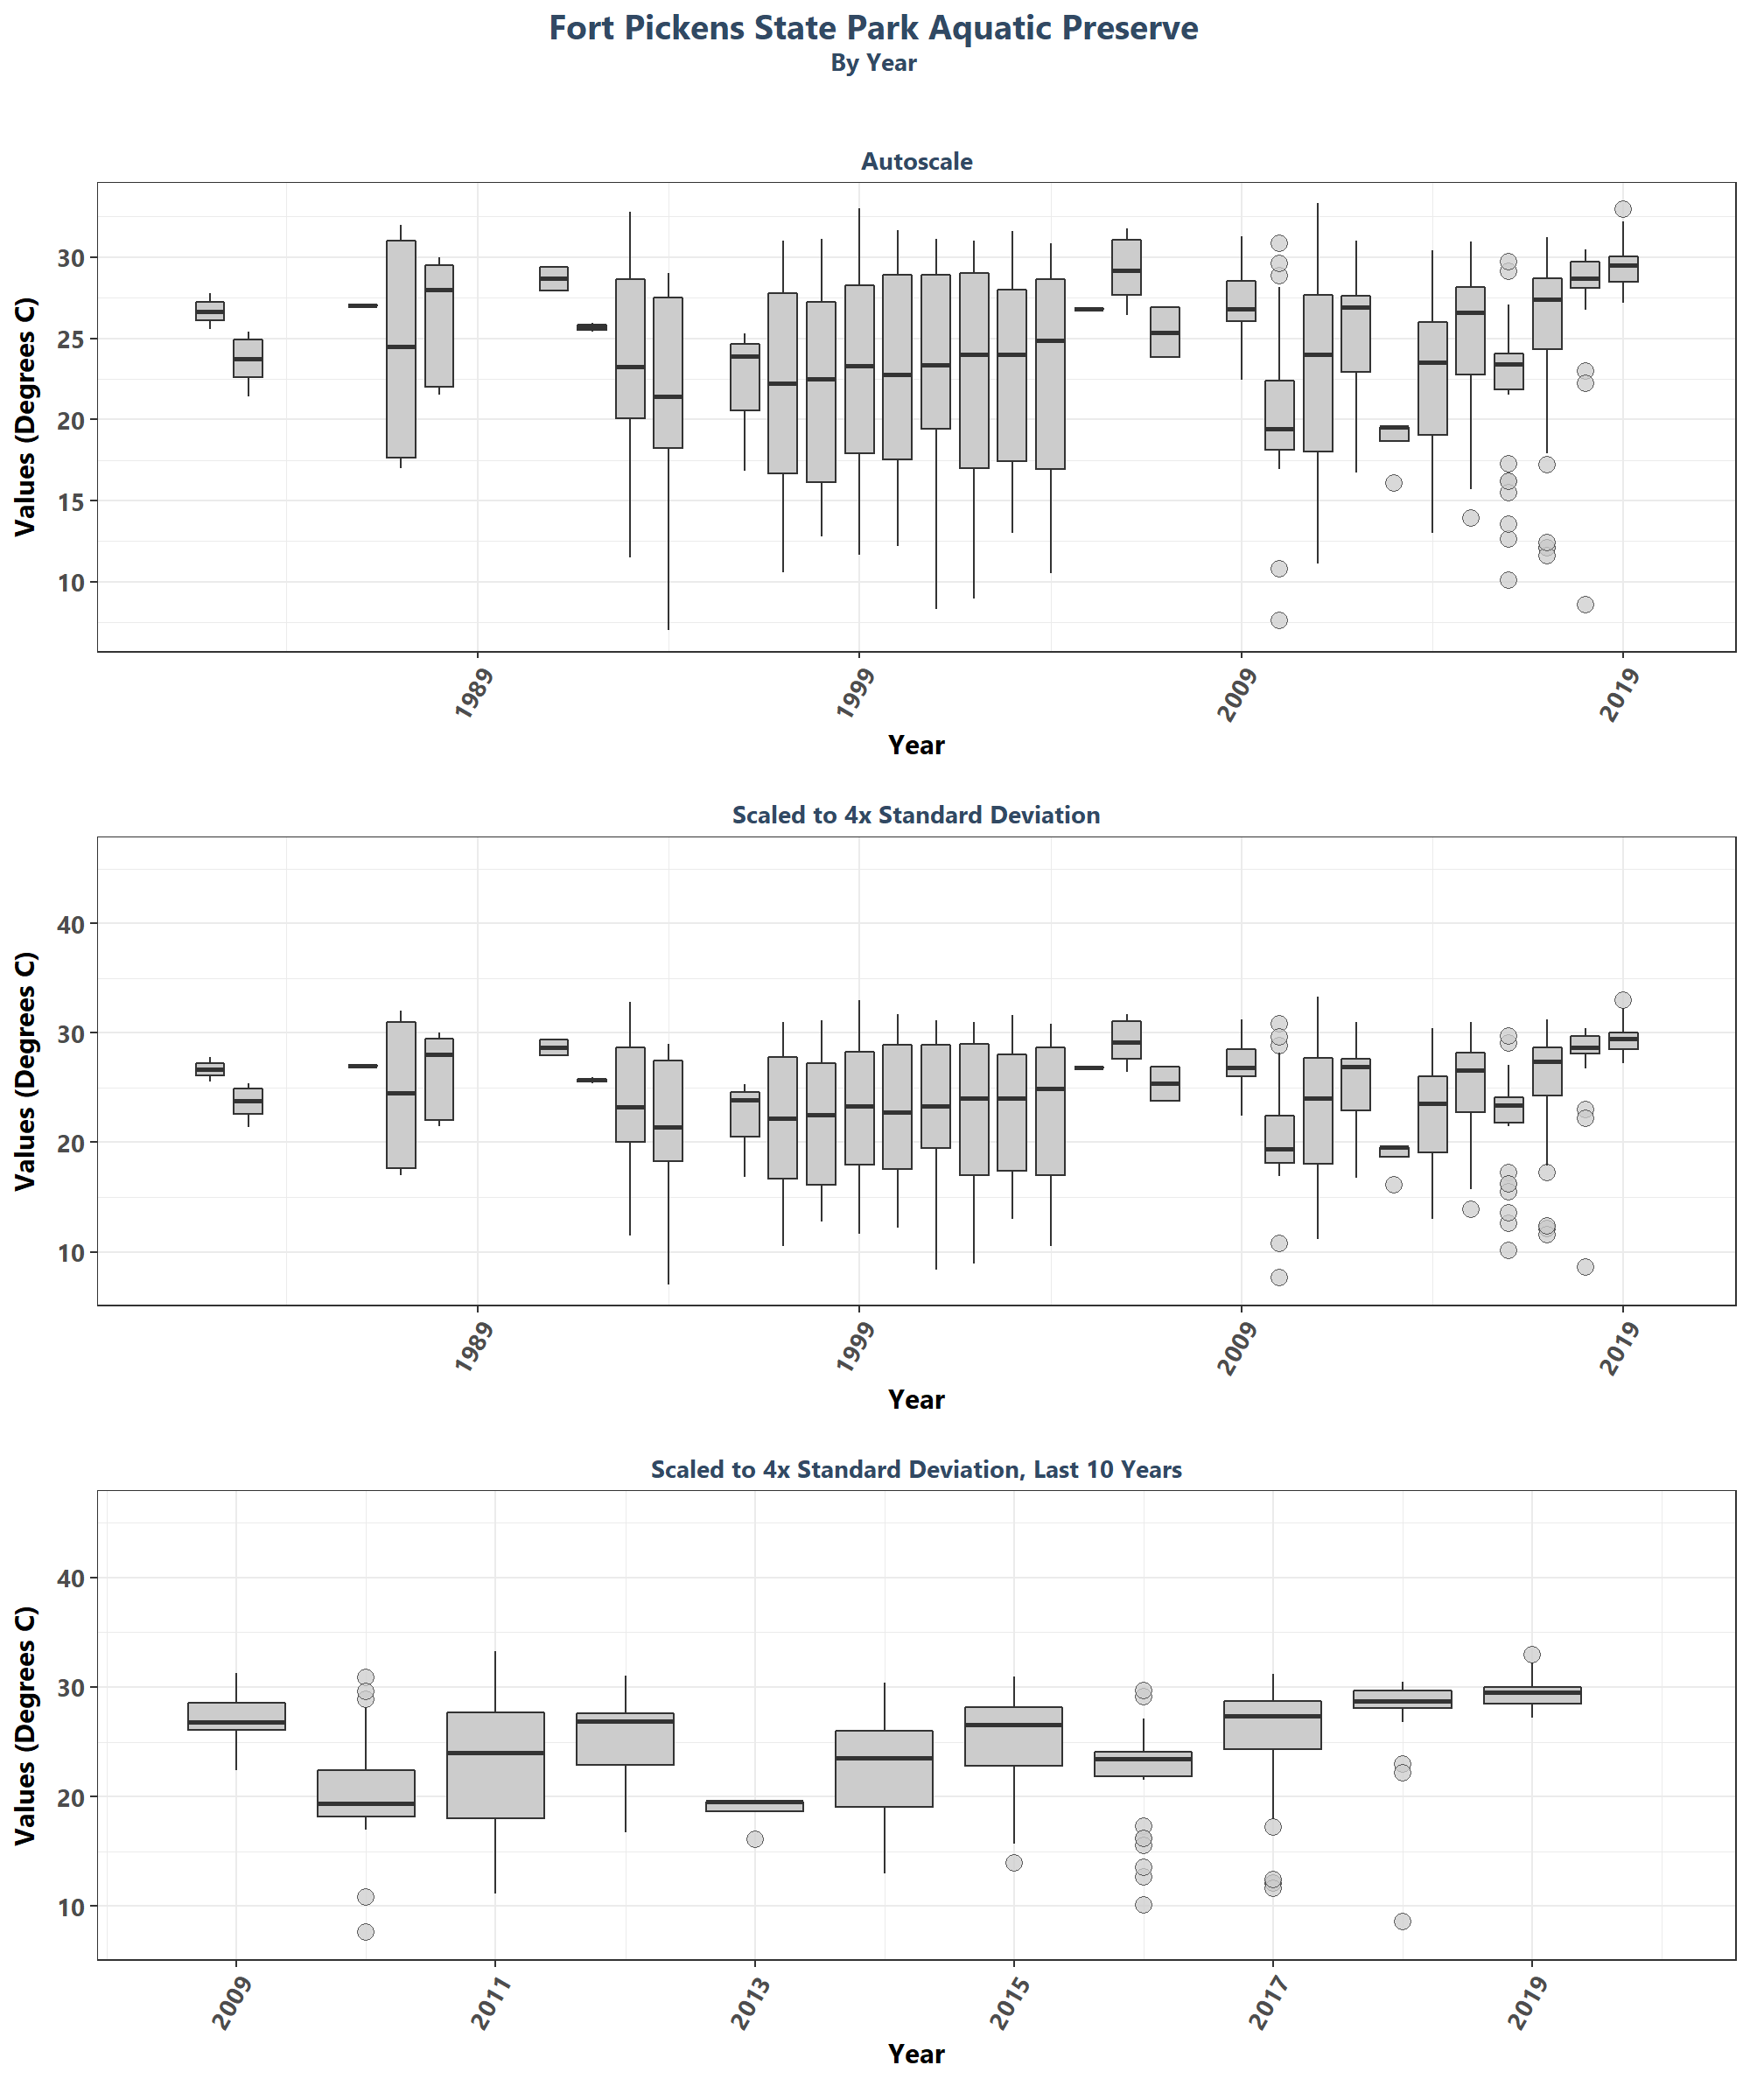 Fort Pickens State Park Aquatic Preserve
By Year
Autoscale
Values (Degrees C)
30
25
20
15
10
1989
1999
2009
2019
Year
Scaled to 4x Standard Deviation
Values (Degrees C)
40
30
20
10
1989
1999
2009
2019
Year
Scaled to 4x Standard Deviation, Last 10 Years
Values (Degrees C)
40
30
20
10
2009
2011
2013
2015
2017
2019
Year